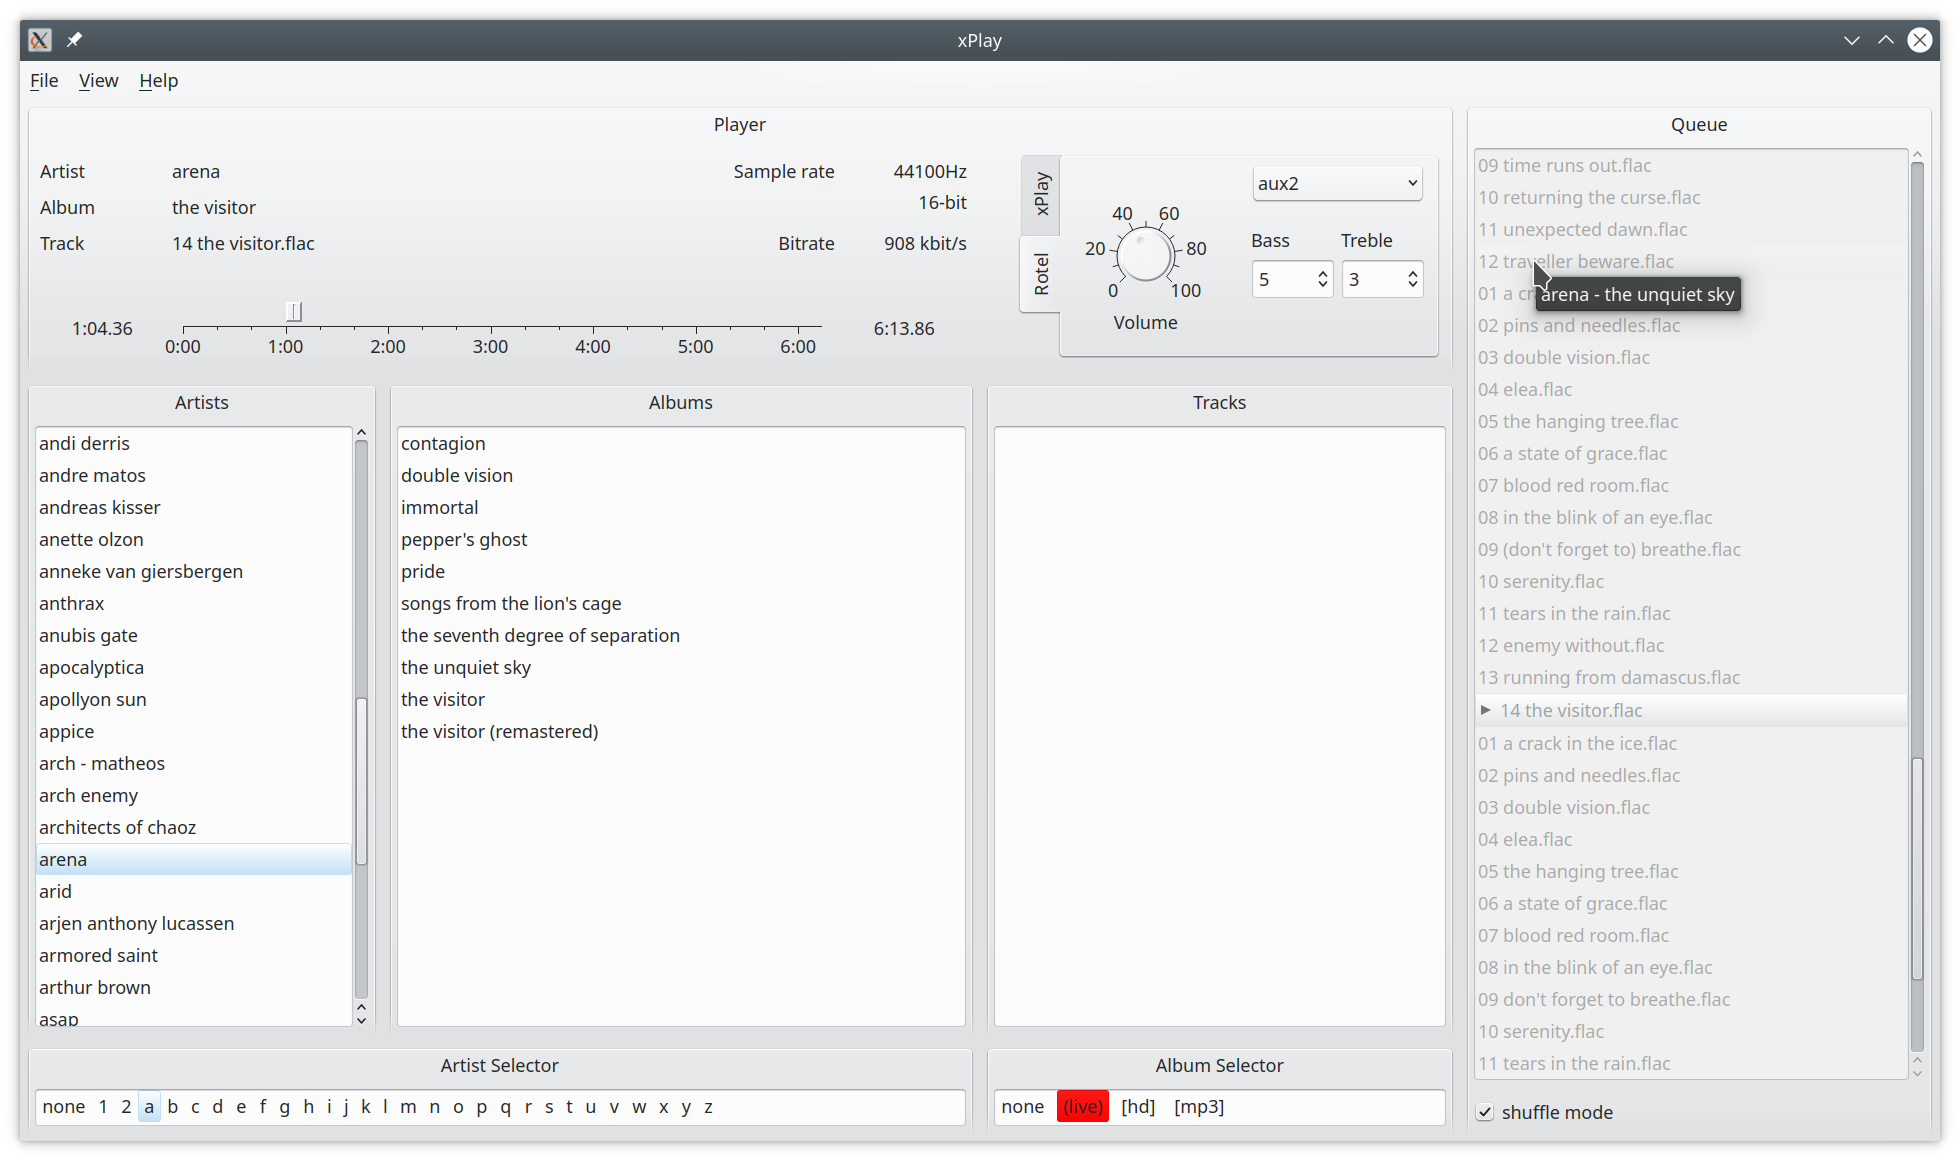 xPlay
File View Help
Player
Artist arena
Album the visitor
Track 14 the visitor.flac
Sample rate 44100Hz
16-bit
Bitrate 908 kbit/s
1:04.36
0:00 1:00 2:00 3:00 4:00 5:00 6:00
6:13.86
xPlay
Rotel
0 20 40 60 80 100
Volume
aux2
Bass Treble
5 3
Artists
andi derris
andre matos
andreas kisser
anette olzon
anneke van giersbergen
anthrax
anubis gate
apocalyptica
apollyon sun
appice
arch - matheos
arch enemy
architects of chaoz
arena
arid
arjen anthony lucassen
armored saint
arthur brown
asap
Albums
contagion
double vision
immortal
pepper's ghost
pride
songs from the lion's cage
the seventh degree of separation
the unquiet sky
the visitor
the visitor (remastered)
Tracks
Artist Selector
none 1 2 a b c d e f g h i j k l m n o p q r s t u v w x y z
Album Selector
none (live) [hd] [mp3]
Queue
09 time runs out.flac
10 returning the curse.flac
11 unexpected dawn.flac
12 traveller beware.flac
01 a cr
arena - the unquiet sky
02 pins and needles.flac
03 double vision.flac
04 elea.flac
05 the hanging tree.flac
06 a state of grace.flac
07 blood red room.flac
08 in the blink of an eye.flac
09 (don't forget to) breathe.flac
10 serenity.flac
11 tears in the rain.flac
12 enemy without.flac
13 running from damascus.flac
14 the visitor.flac
01 a crack in the ice.flac
02 pins and needles.flac
03 double vision.flac
04 elea.flac
05 the hanging tree.flac
06 a state of grace.flac
07 blood red room.flac
08 in the blink of an eye.flac
09 don't forget to breathe.flac
10 serenity.flac
11 tears in the rain.flac
shuffle mode